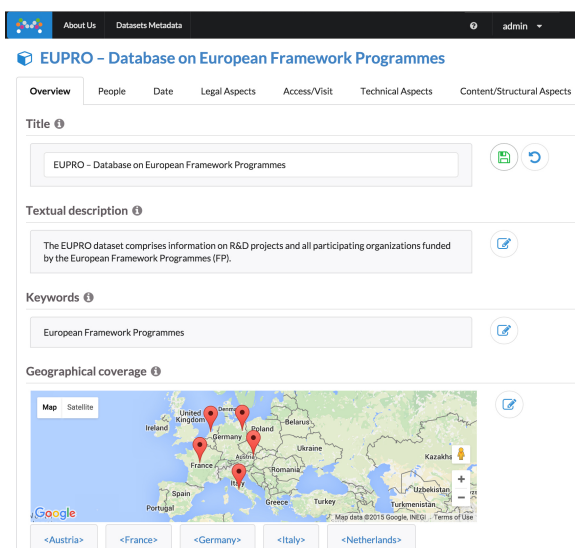 About Us Datasets Metadata admin
EUPRO – Database on European Framework Programmes
Overview People Date Legal Aspects Access/Visit Technical Aspects Content/Structural Aspects
Title
EUPRO – Database on European Framework Programmes
Textual description
The EUPRO dataset comprises information on R&D projects and all participating organizations funded
by the European Framework Programmes (FP).
Keywords
European Framework Programmes
Geographical coverage
Map Satellite
United
Kingdom
Ireland
Poland
Belarus
Germany
Ukraine
Austria
Kazakhs
France
Romania
Italy
Spain
Uzbekistan
Greece
Turkey
Turkmenistan
Portugal
Google
Map data ©2015 Google, INEGI Terms of Use
<Austria> <France> <Germany> <Italy> <Netherlands>